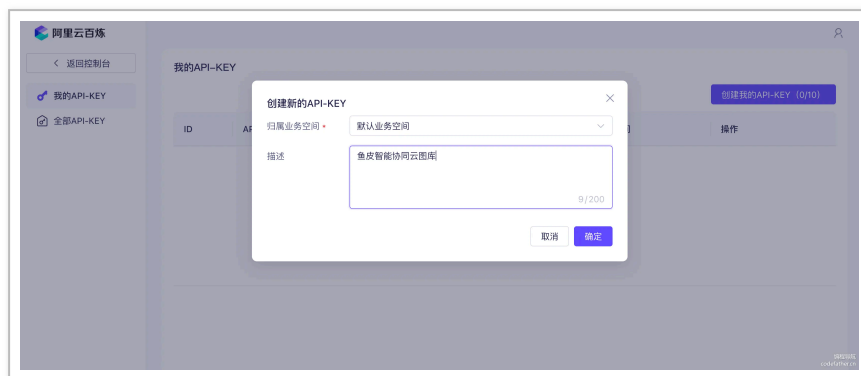 阿里云百炼
返回控制台
我的API-KEY
全部API-KEY
我的API-KEY
创建我的API-KEY (0/10)
ID
操作
创建新的API-KEY
归属业务空间
默认业务空间
描述
鱼皮智能协同云图库
9/200
取消
确定
codefather.cn